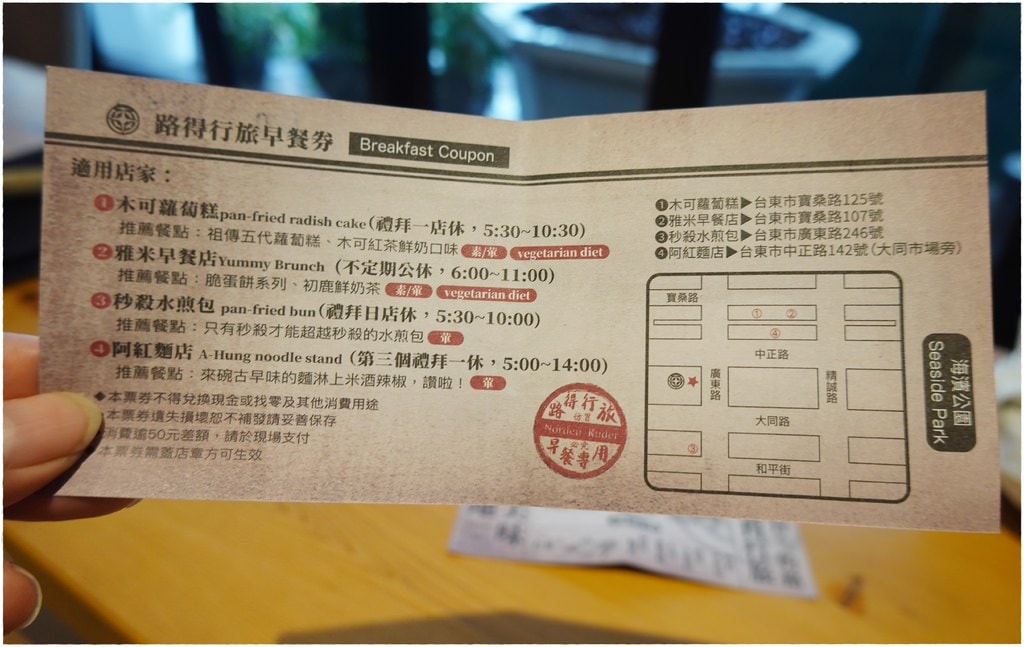 路得行旅早餐券 Breakfast Coupon
適用店家：
❶木可蘿蔔糕pan-fried radish cake(禮拜一店休，5:30~10:30)
推薦餐點：祖傳五代蘿蔔糕、木可紅茶鮮奶口味 素/葷 vegetarian diet
❷雅米早餐店Yummy Brunch (不定期公休，6:00~11:00)
推薦餐點：脆蛋餅系列、初鹿鮮奶茶 素/葷 vegetarian diet
❸秒殺水煎包 pan-fried bun(禮拜日店休，5:30~10:00)
推薦餐點：只有秒殺才能超越秒殺的水煎包 葷
❹阿紅麵店 A-Hung noodle stand (第三個禮拜一休，5:00~14:00)
推薦餐點：來碗古早味的麵淋上米酒辣椒，讚啦！ 葷
◆本票券不得兌換現金或找零及其他消費用途
本票券遺失損壞恕不補發請妥善保存
消費逾50元差額，請於現場支付
本票券需蓋店章方可生效
路得行旅
Norden Ruder
早餐專用
❶木可蘿蔔糕▶台東市寶桑路125號
❷雅米早餐店▶台東市寶桑路107號
❸秒殺水煎包▶台東市廣東路246號
❹阿紅麵店▶台東市中正路142號(大同市場旁)
寶桑路
① ②
④
中正路
廣東路
精誠路
大同路
③
和平街
海濱公園
Seaside Park